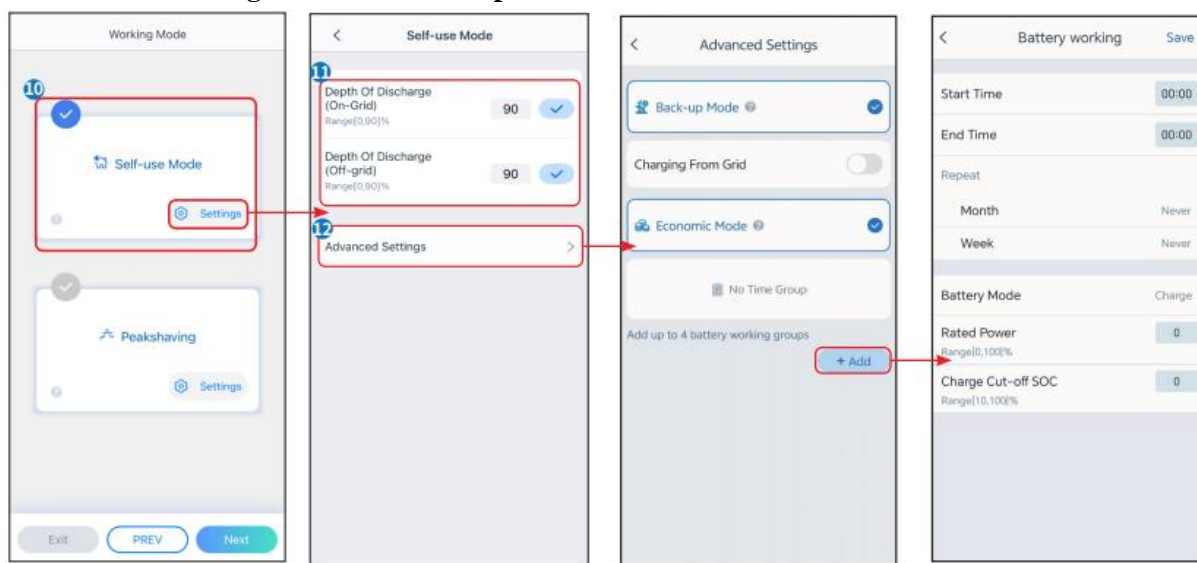 Working Mode
10
Self-use Mode
Settings
Peakshaving
Settings
Exit
PREV
Next
Self-use Mode
11
Depth Of Discharge
(On-Grid)
Range[0,90]%
90
Depth Of Discharge
(Off-grid)
Range[0,90]%
90
12
Advanced Settings
Advanced Settings
Back-up Mode
Charging From Grid
Economic Mode
No Time Group
Add up to 4 battery working groups
+ Add
Battery working
Save
Start Time
00:00
End Time
00:00
Repeat
Month
Never
Week
Never
Battery Mode
Charge
Rated Power
0
Range[0,100]%
Charge Cut-off SOC
0
Range[10,100]%